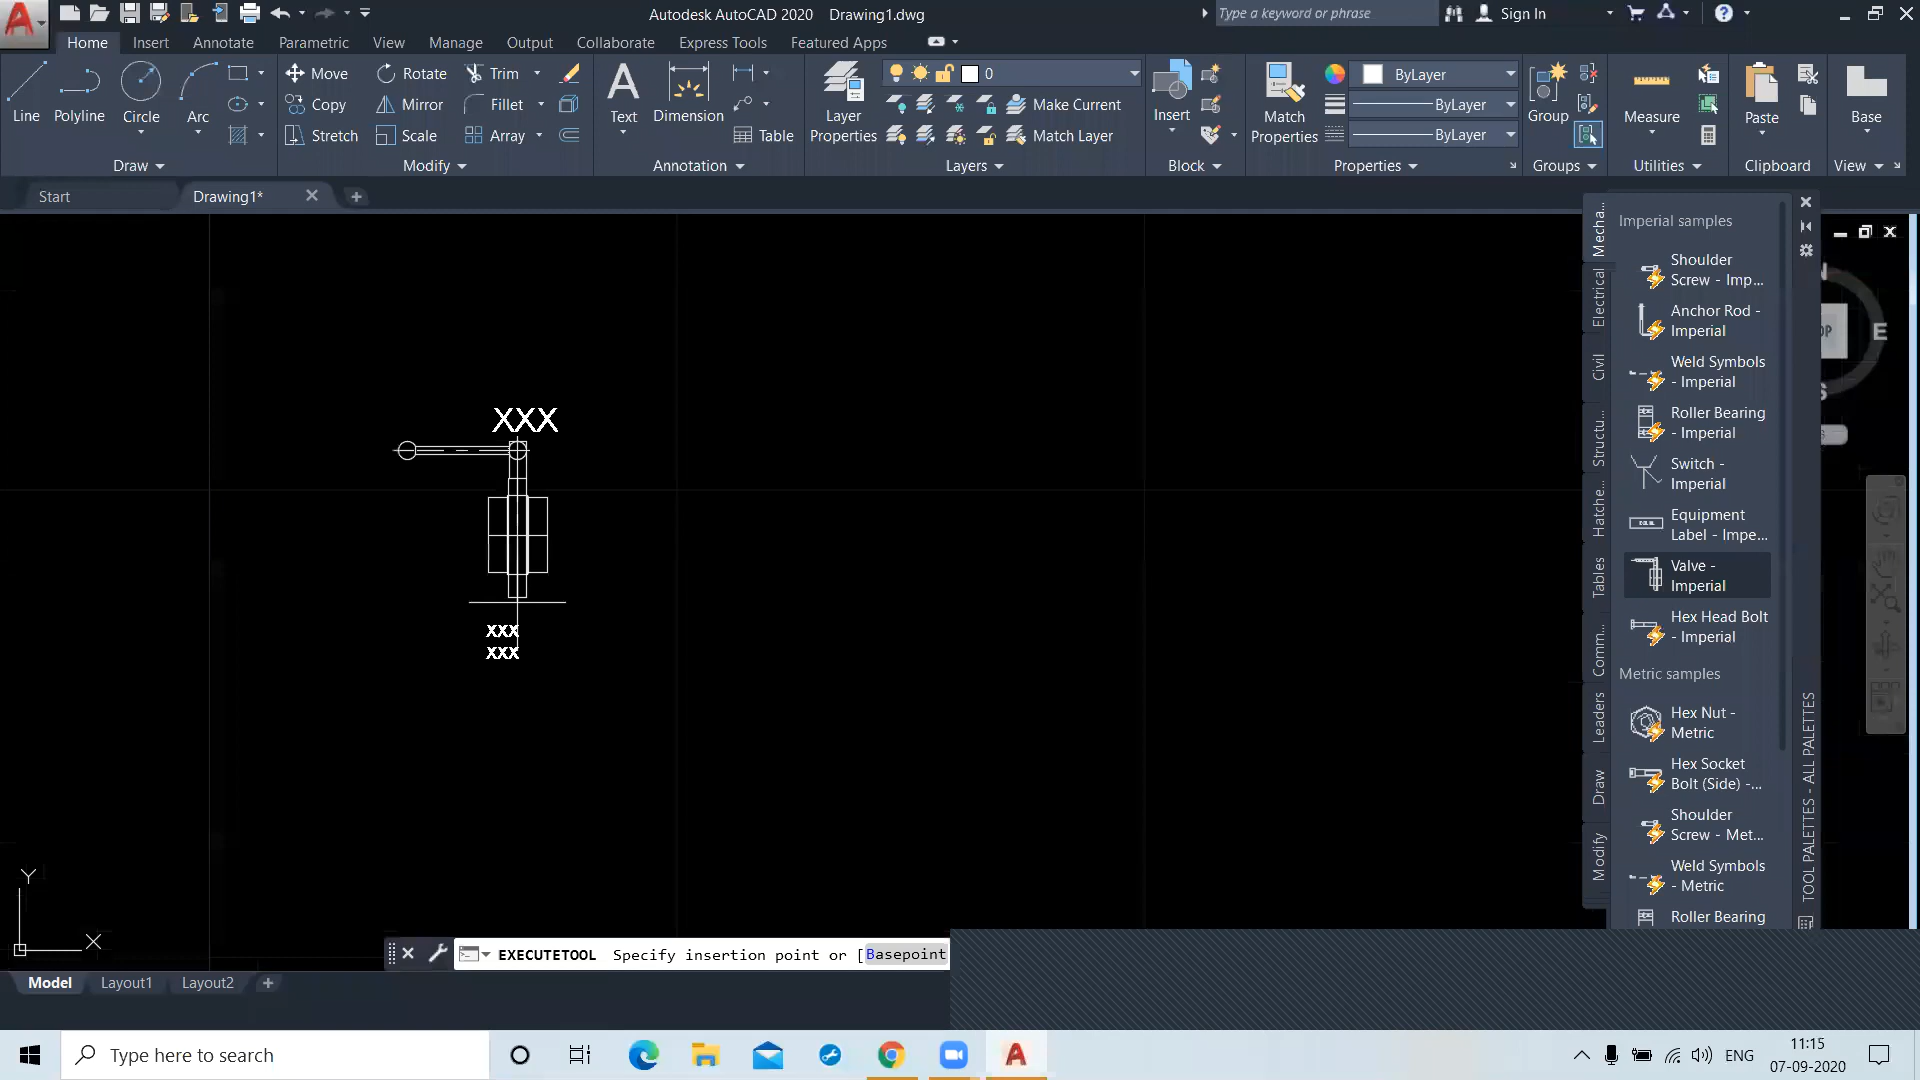 Autodesk AutoCAD 2020 Drawing1.dwg
Type a keyword or phrase
Sign In
Home Insert Annotate Parametric View Manage Output Collaborate Express Tools Featured Apps
Line
Polyline
Circle
Arc
Draw
Move Rotate Trim
Copy Mirror Fillet
Stretch Scale Array
Modify
Text
Dimension
Table
Annotation
Layer
Properties
0
Make Current
Match Layer
Layers
Insert
Block
Match
Properties
ByLayer
ByLayer
ByLayer
Properties
Group
Groups
Measure
Utilities
Paste
Clipboard
Base
View
Start
Drawing1*
XXX
XXX
XXX
Mecha...
Electrical
Civil
Structu...
Hatche...
Tables
Comm...
Leaders
Draw
Modify
Imperial samples
Shoulder
Screw - Imp...
Anchor Rod -
Imperial
Weld Symbols
- Imperial
Roller Bearing
- Imperial
Switch -
Imperial
Equipment
Label - Impe...
Valve -
Imperial
Hex Head Bolt
- Imperial
Metric samples
Hex Nut -
Metric
Hex Socket
Bolt (Side) -...
Shoulder
Screw - Met...
Weld Symbols
- Metric
Roller Bearing
TOOL PALETTES - ALL PALETTES
E
Y
X
EXECUTETOOL Specify insertion point or [Basepoint
Model Layout1 Layout2
Type here to search
ENG
11:15
07-09-2020